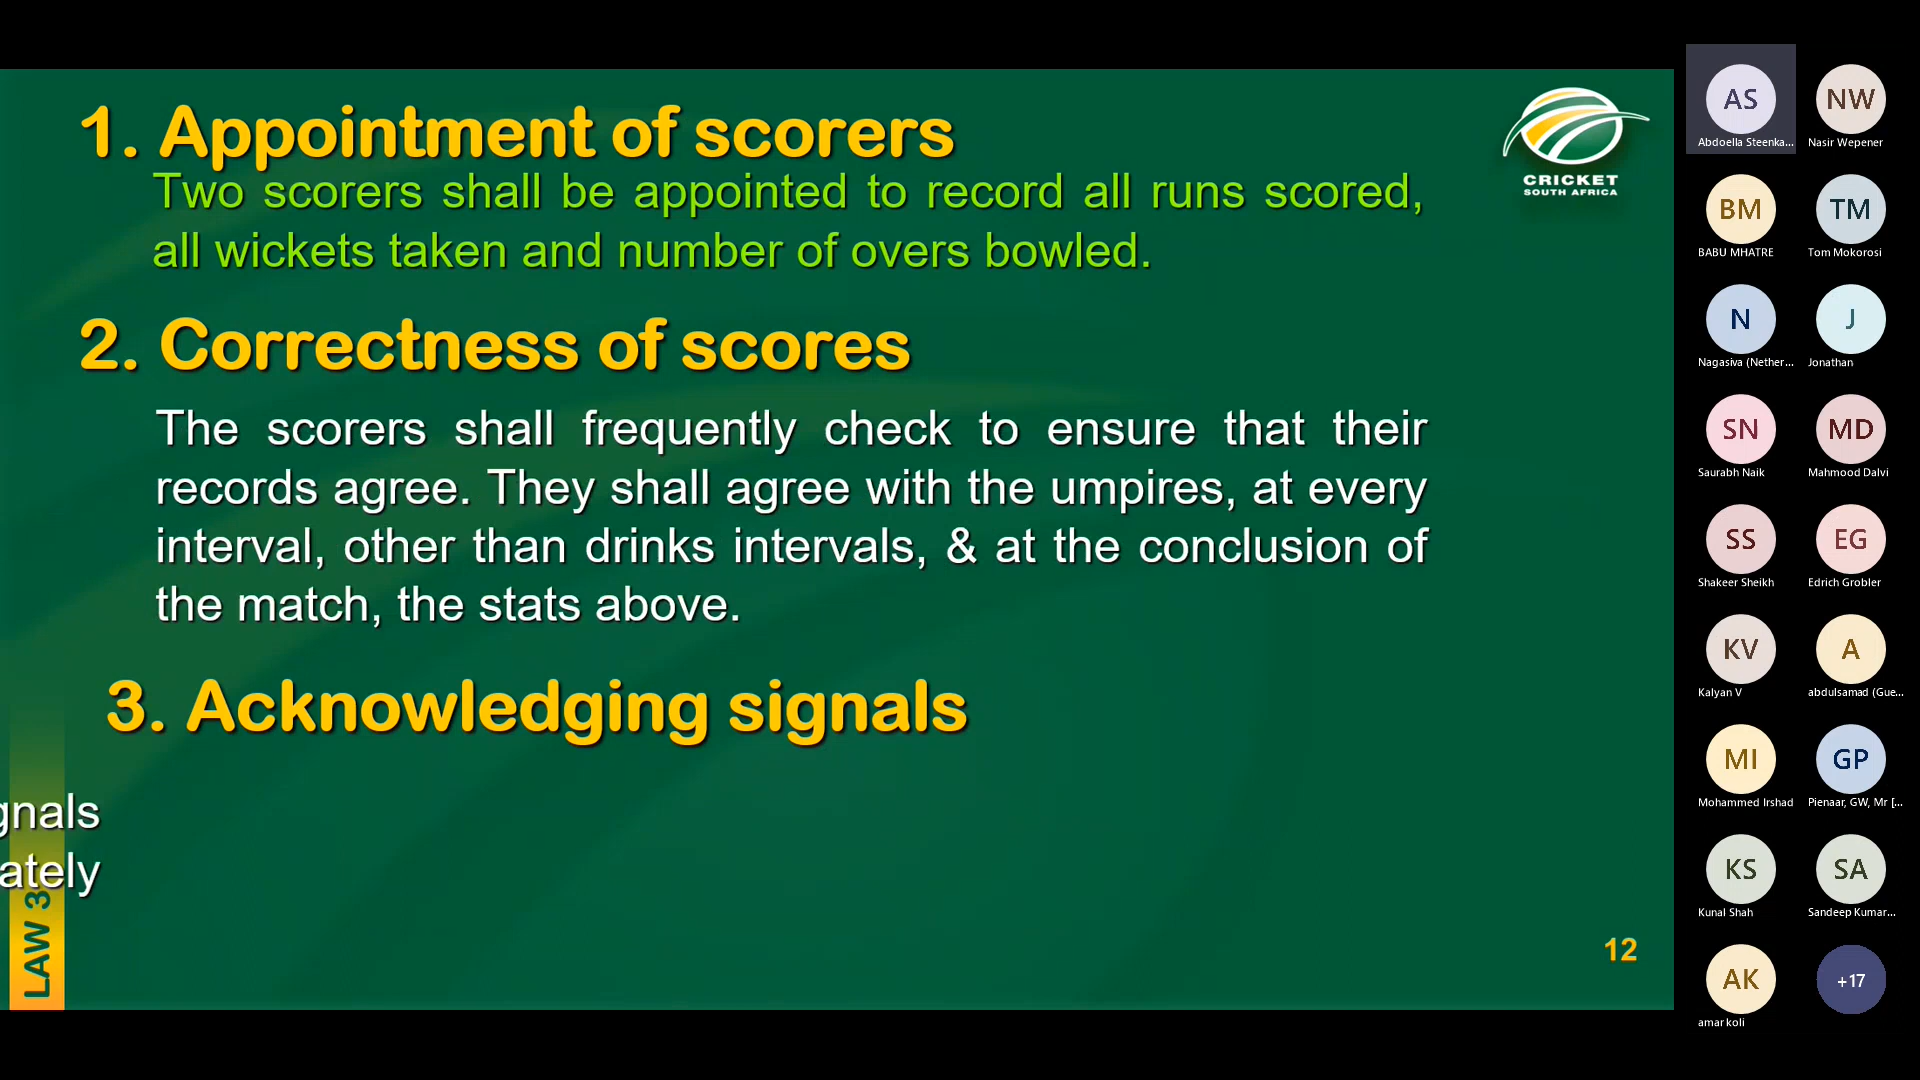 1. Appointment of scorers
Two scorers shall be appointed to record all runs scored,
all wickets taken and number of overs bowled.
2. Correctness of scores
The scorers shall frequently check to ensure that their
records agree. They shall agree with the umpires, at every
interval, other than drinks intervals, & at the conclusion of
the match, the stats above.
3. Acknowledging signals
gnals
ately
LAW 3
12
CRICKET
SOUTH AFRICA
AS
Abdoella Steenka...
NW
Nasir Wepener
BM
BABU MHATRE
TM
Tom Mokorosi
N
Nagasiva (Nether...
J
Jonathan
SN
Saurabh Naik
MD
Mahmood Dalvi
SS
Shakeer Sheikh
EG
Edrich Grobler
KV
Kalyan V
A
abdulsamad (Gue...
MI
Mohammed Irshad
GP
Pienaar, GW, Mr [...
KS
Kunal Shah
SA
Sandeep Kumar...
AK
amar koli
+17